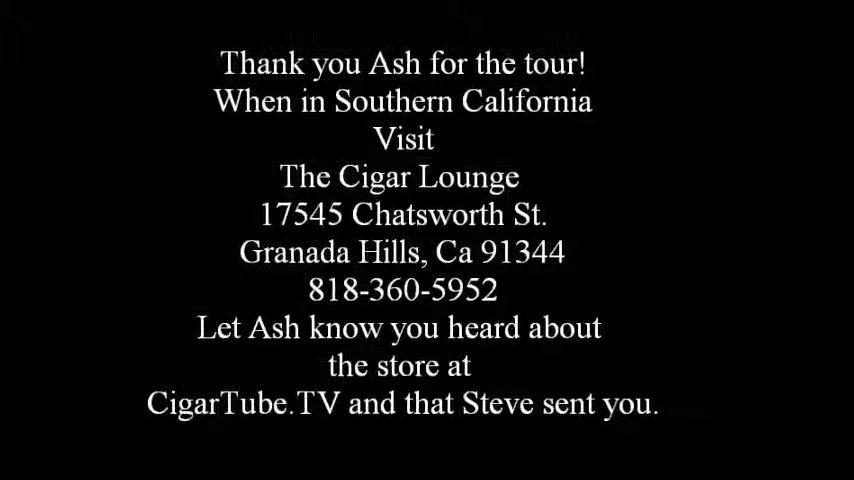 Thank you Ash for the tour!
When in Southern California
Visit
The Cigar Lounge
17545 Chatsworth St.
Granada Hills, Ca 91344
818-360-5952
Let Ash know you heard about
the store at
CigarTube.TV and that Steve sent you.